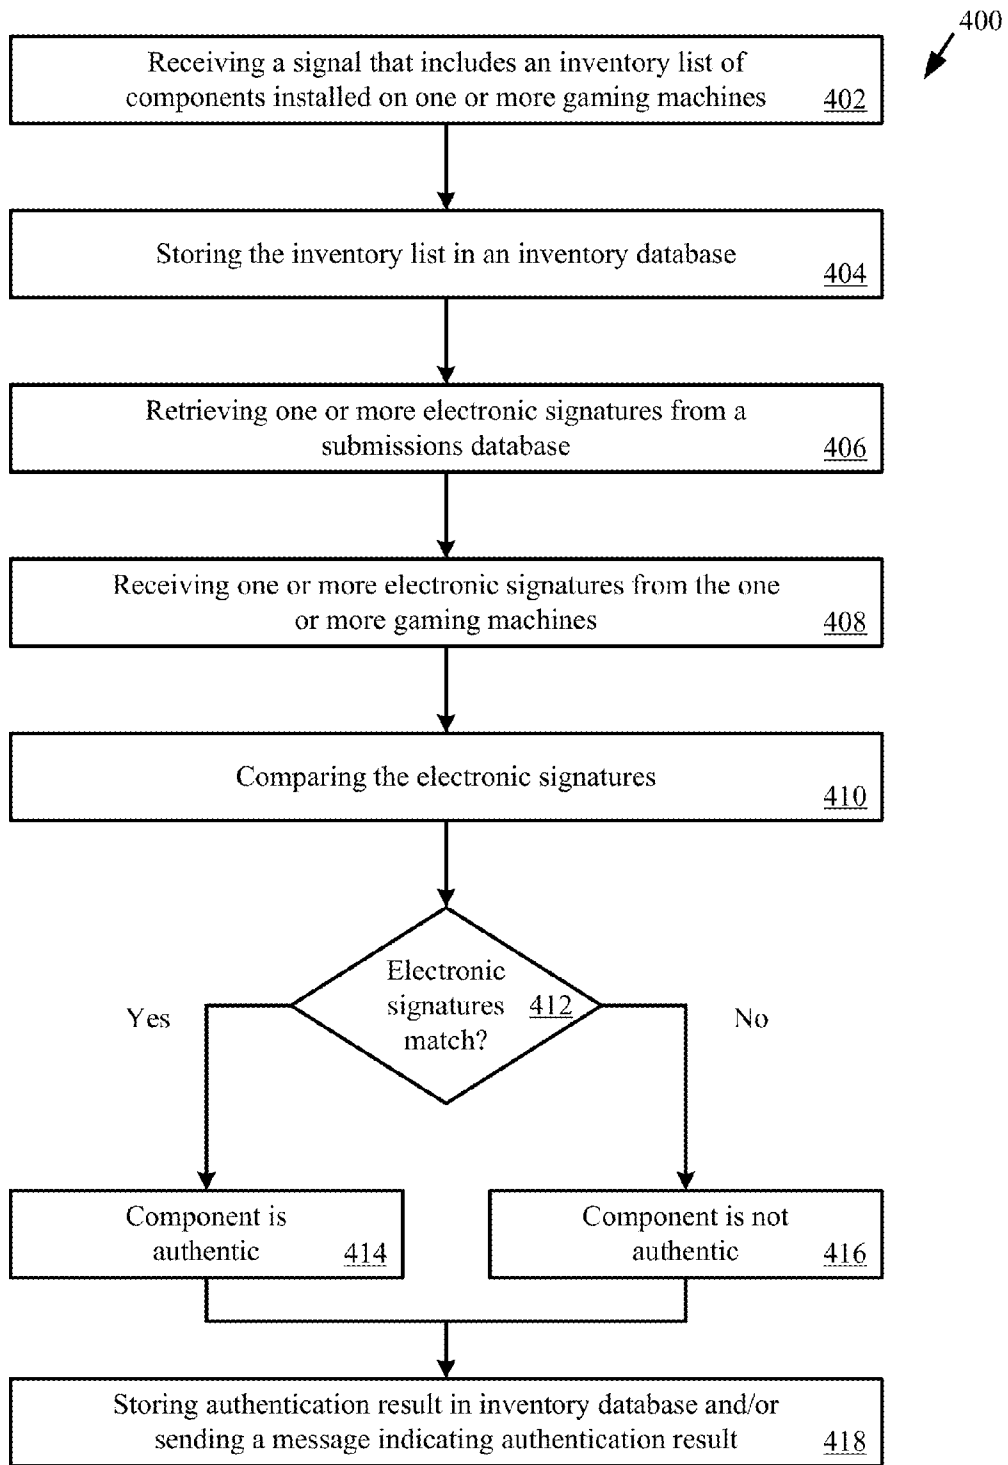 400
Receiving a signal that includes an inventory list of
components installed on one or more gaming machines
402
Storing the inventory list in an inventory database
404
Retrieving one or more electronic signatures from a
submissions database
406
Receiving one or more electronic signatures from the one
or more gaming machines
408
Comparing the electronic signatures
410
Electronic
signatures
match?
412
Yes
No
Component is
authentic
414
Component is not
authentic
416
Storing authentication result in inventory database and/or
sending a message indicating authentication result
418